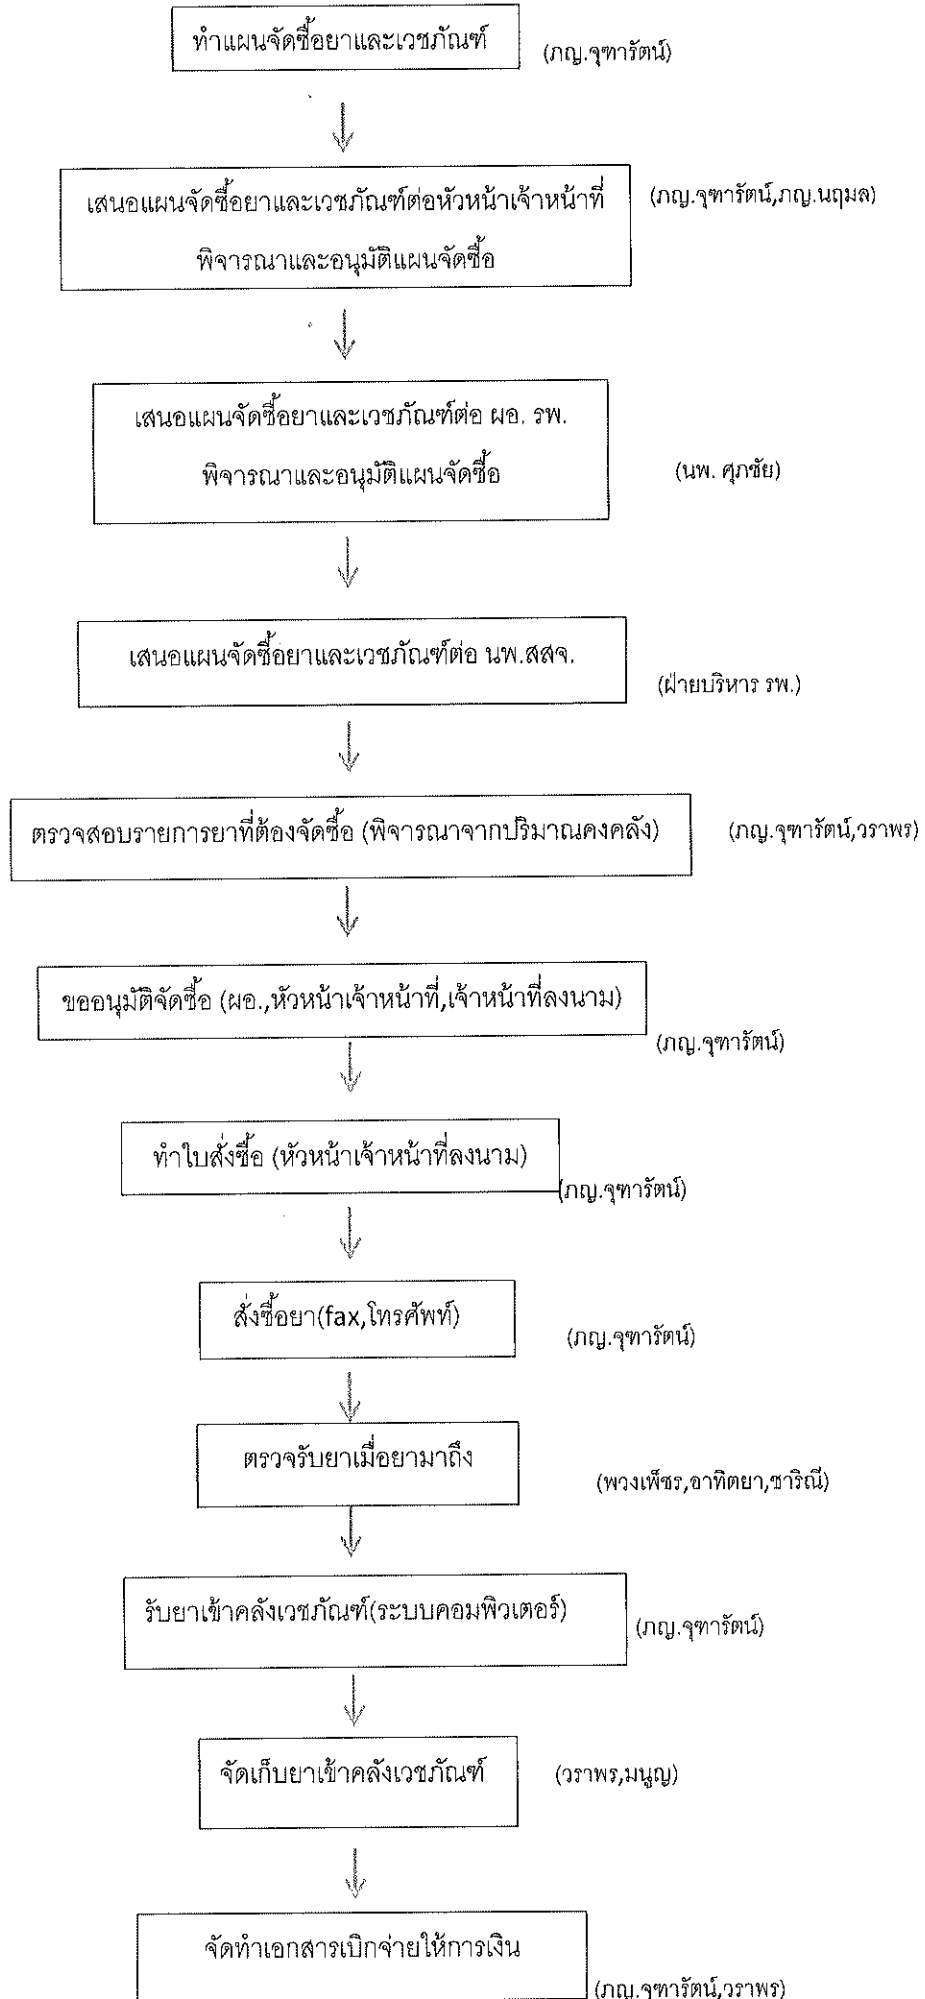 ทำแผนจัดซื้อยาและเวชภัณฑ์
(ภญ.จุฑารัตน์)
เสนอแผนจัดซื้อยาและเวชภัณฑ์ต่อหัวหน้าเจ้าหน้าที่
(ภญ.จุฑารัตน์,ภญ.นฤมล)
พิจารณาและอนุมัติแผนจัดซื้อ
เสนอแผนจัดซื้อยาและเวชภัณฑ์ต่อ ผอ. รพ.
พิจารณาและอนุมัติแผนจัดซื้อ
(นพ. ศุภชัย)
เสนอแผนจัดซื้อยาและเวชภัณฑ์ต่อ นพ.สสจ.
(ฝ่ายบริหาร รพ.)
ตรวจสอบรายการยาที่ต้องจัดซื้อ (พิจารณาจากปริมาณคงคลัง)
(ภญ.จุฑารัตน์,วราพร)
ขออนุมัติจัดซื้อ (ผอ.,หัวหน้าเจ้าหน้าที่,เจ้าหน้าที่ลงนาม)
(ภญ.จุฑารัตน์)
ทำใบสั่งซื้อ (หัวหน้าเจ้าหน้าที่ลงนาม)
(ภญ.จุฑารัตน์)
สั่งซื้อยา(fax,โทรศัพท์)
(ภญ.จุฑารัตน์)
ตรวจรับยาเมื่อยามาถึง
(พวงเพ็ชร,อาทิตยา,ชาริณี)
รับยาเข้าคลังเวชภัณฑ์(ระบบคอมพิวเตอร์)
(ภญ.จุฑารัตน์)
จัดเก็บยาเข้าคลังเวชภัณฑ์
(วราพร,มนูญ)
จัดทำเอกสารเบิกจ่ายให้การเงิน
(ภญ.จุฑารัตน์,วราพร)